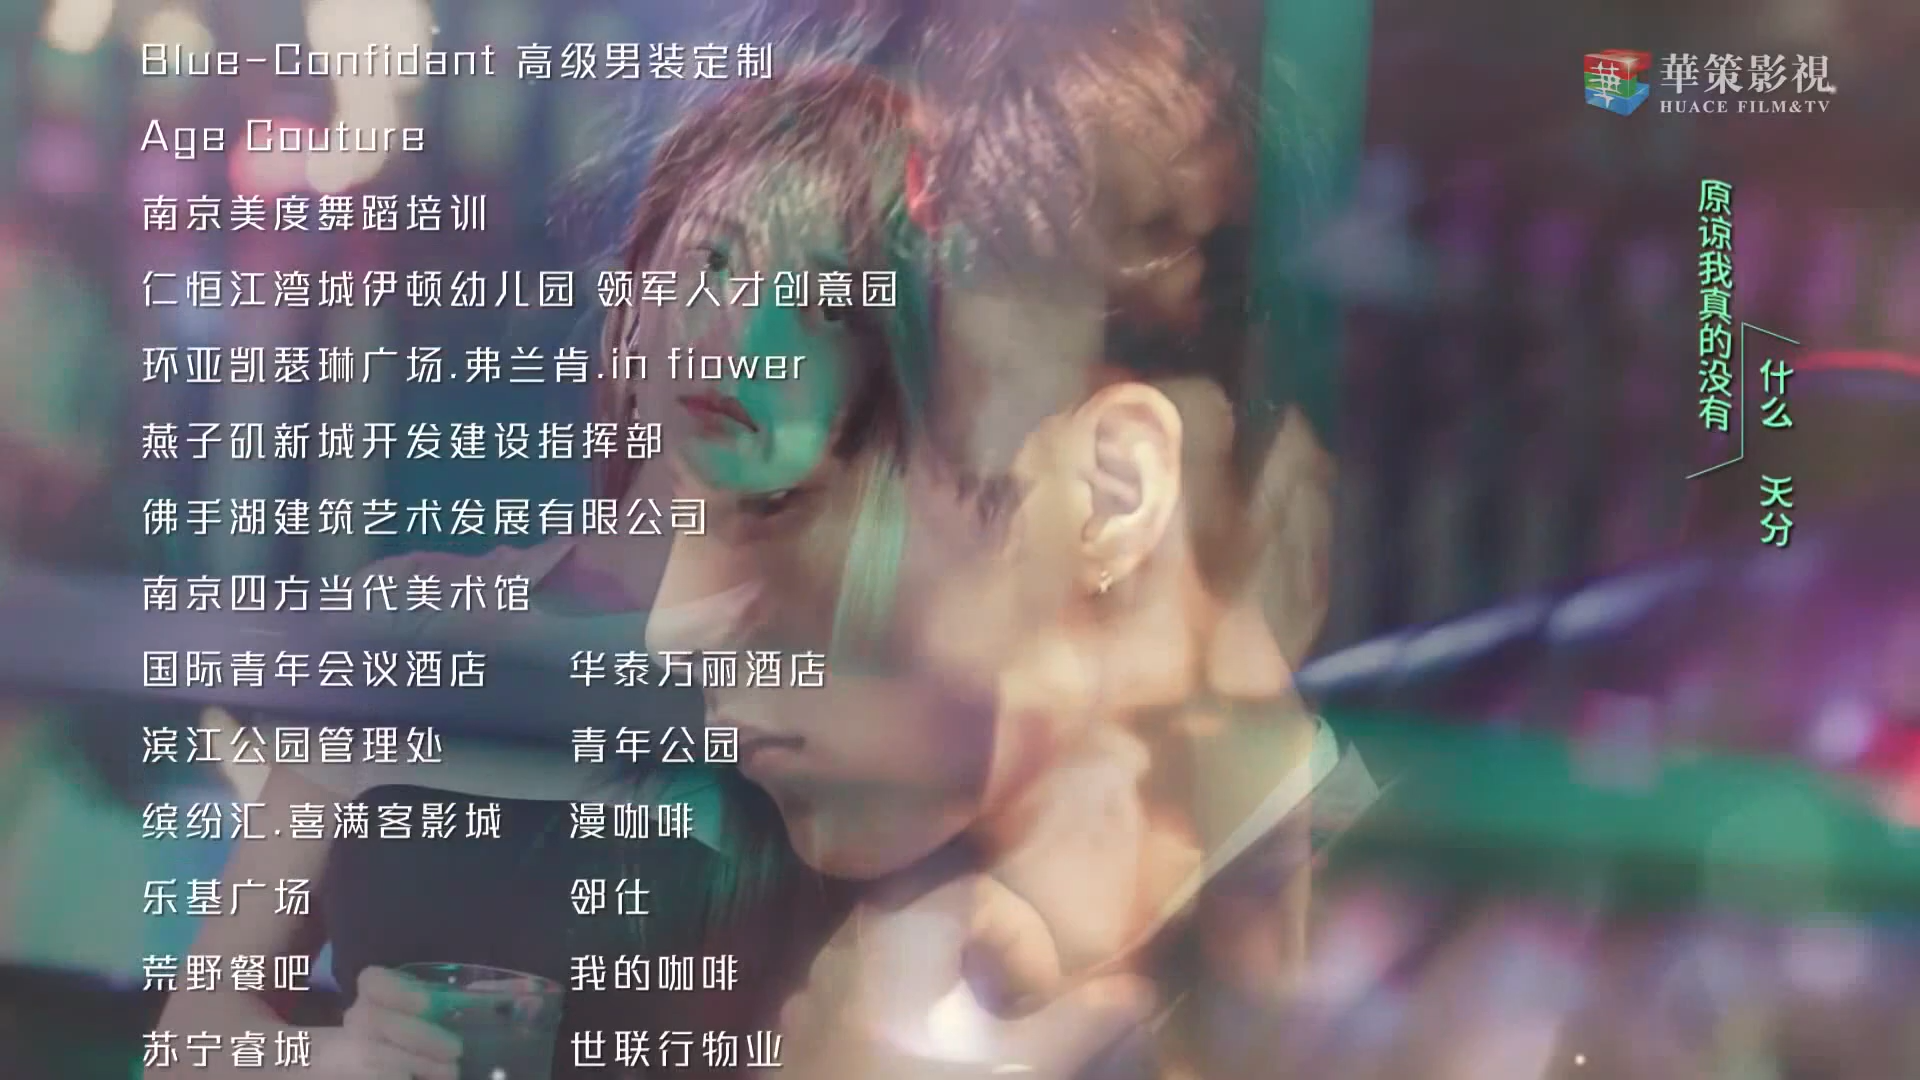 Blue-Confidant 高级男装定制
Age Couture
南京美度舞蹈培训
仁恒江湾城伊顿幼儿园 领军人才创意园
环亚凯瑟琳广场.弗兰肯.in fiower
燕子矶新城开发建设指挥部
佛手湖建筑艺术发展有限公司
南京四方当代美术馆
国际青年会议酒店 华泰万丽酒店
滨江公园管理处 青年公园
缤纷汇.喜满客影城 漫咖啡
乐基广场 邻仕
荒野餐吧 我的咖啡
苏宁睿城 世联行物业
華策影視
HUACE FILM&TV
原谅我真的没有
什么 天分